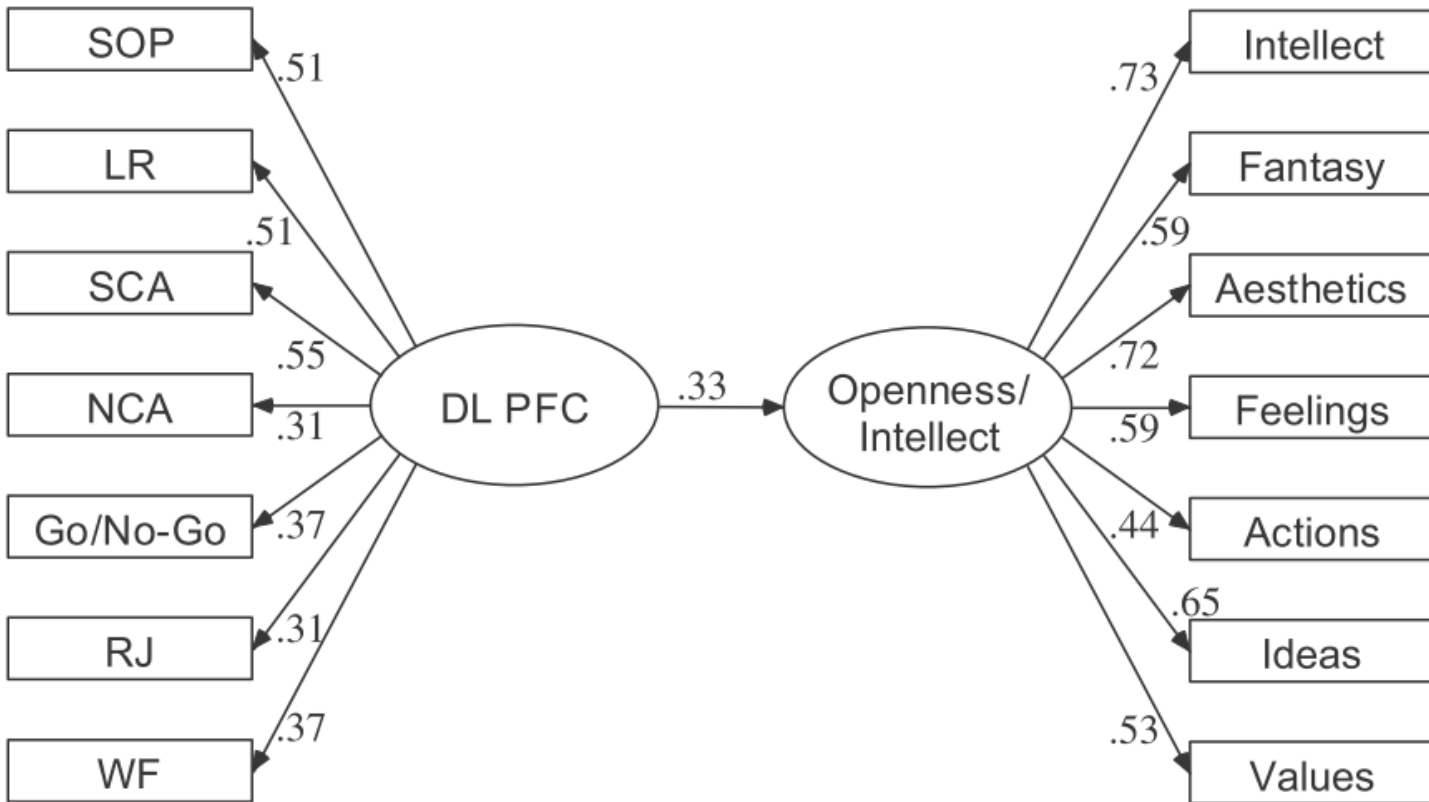 SOP
.51
LR
.51
SCA
.55
NCA
.31
Go/No-Go
.37
RJ
.31
WF
.37
DL PFC
.33
Openness/
Intellect
.73
Intellect
.59
Fantasy
.72
Aesthetics
.59
Feelings
.44
Actions
.65
Ideas
.53
Values